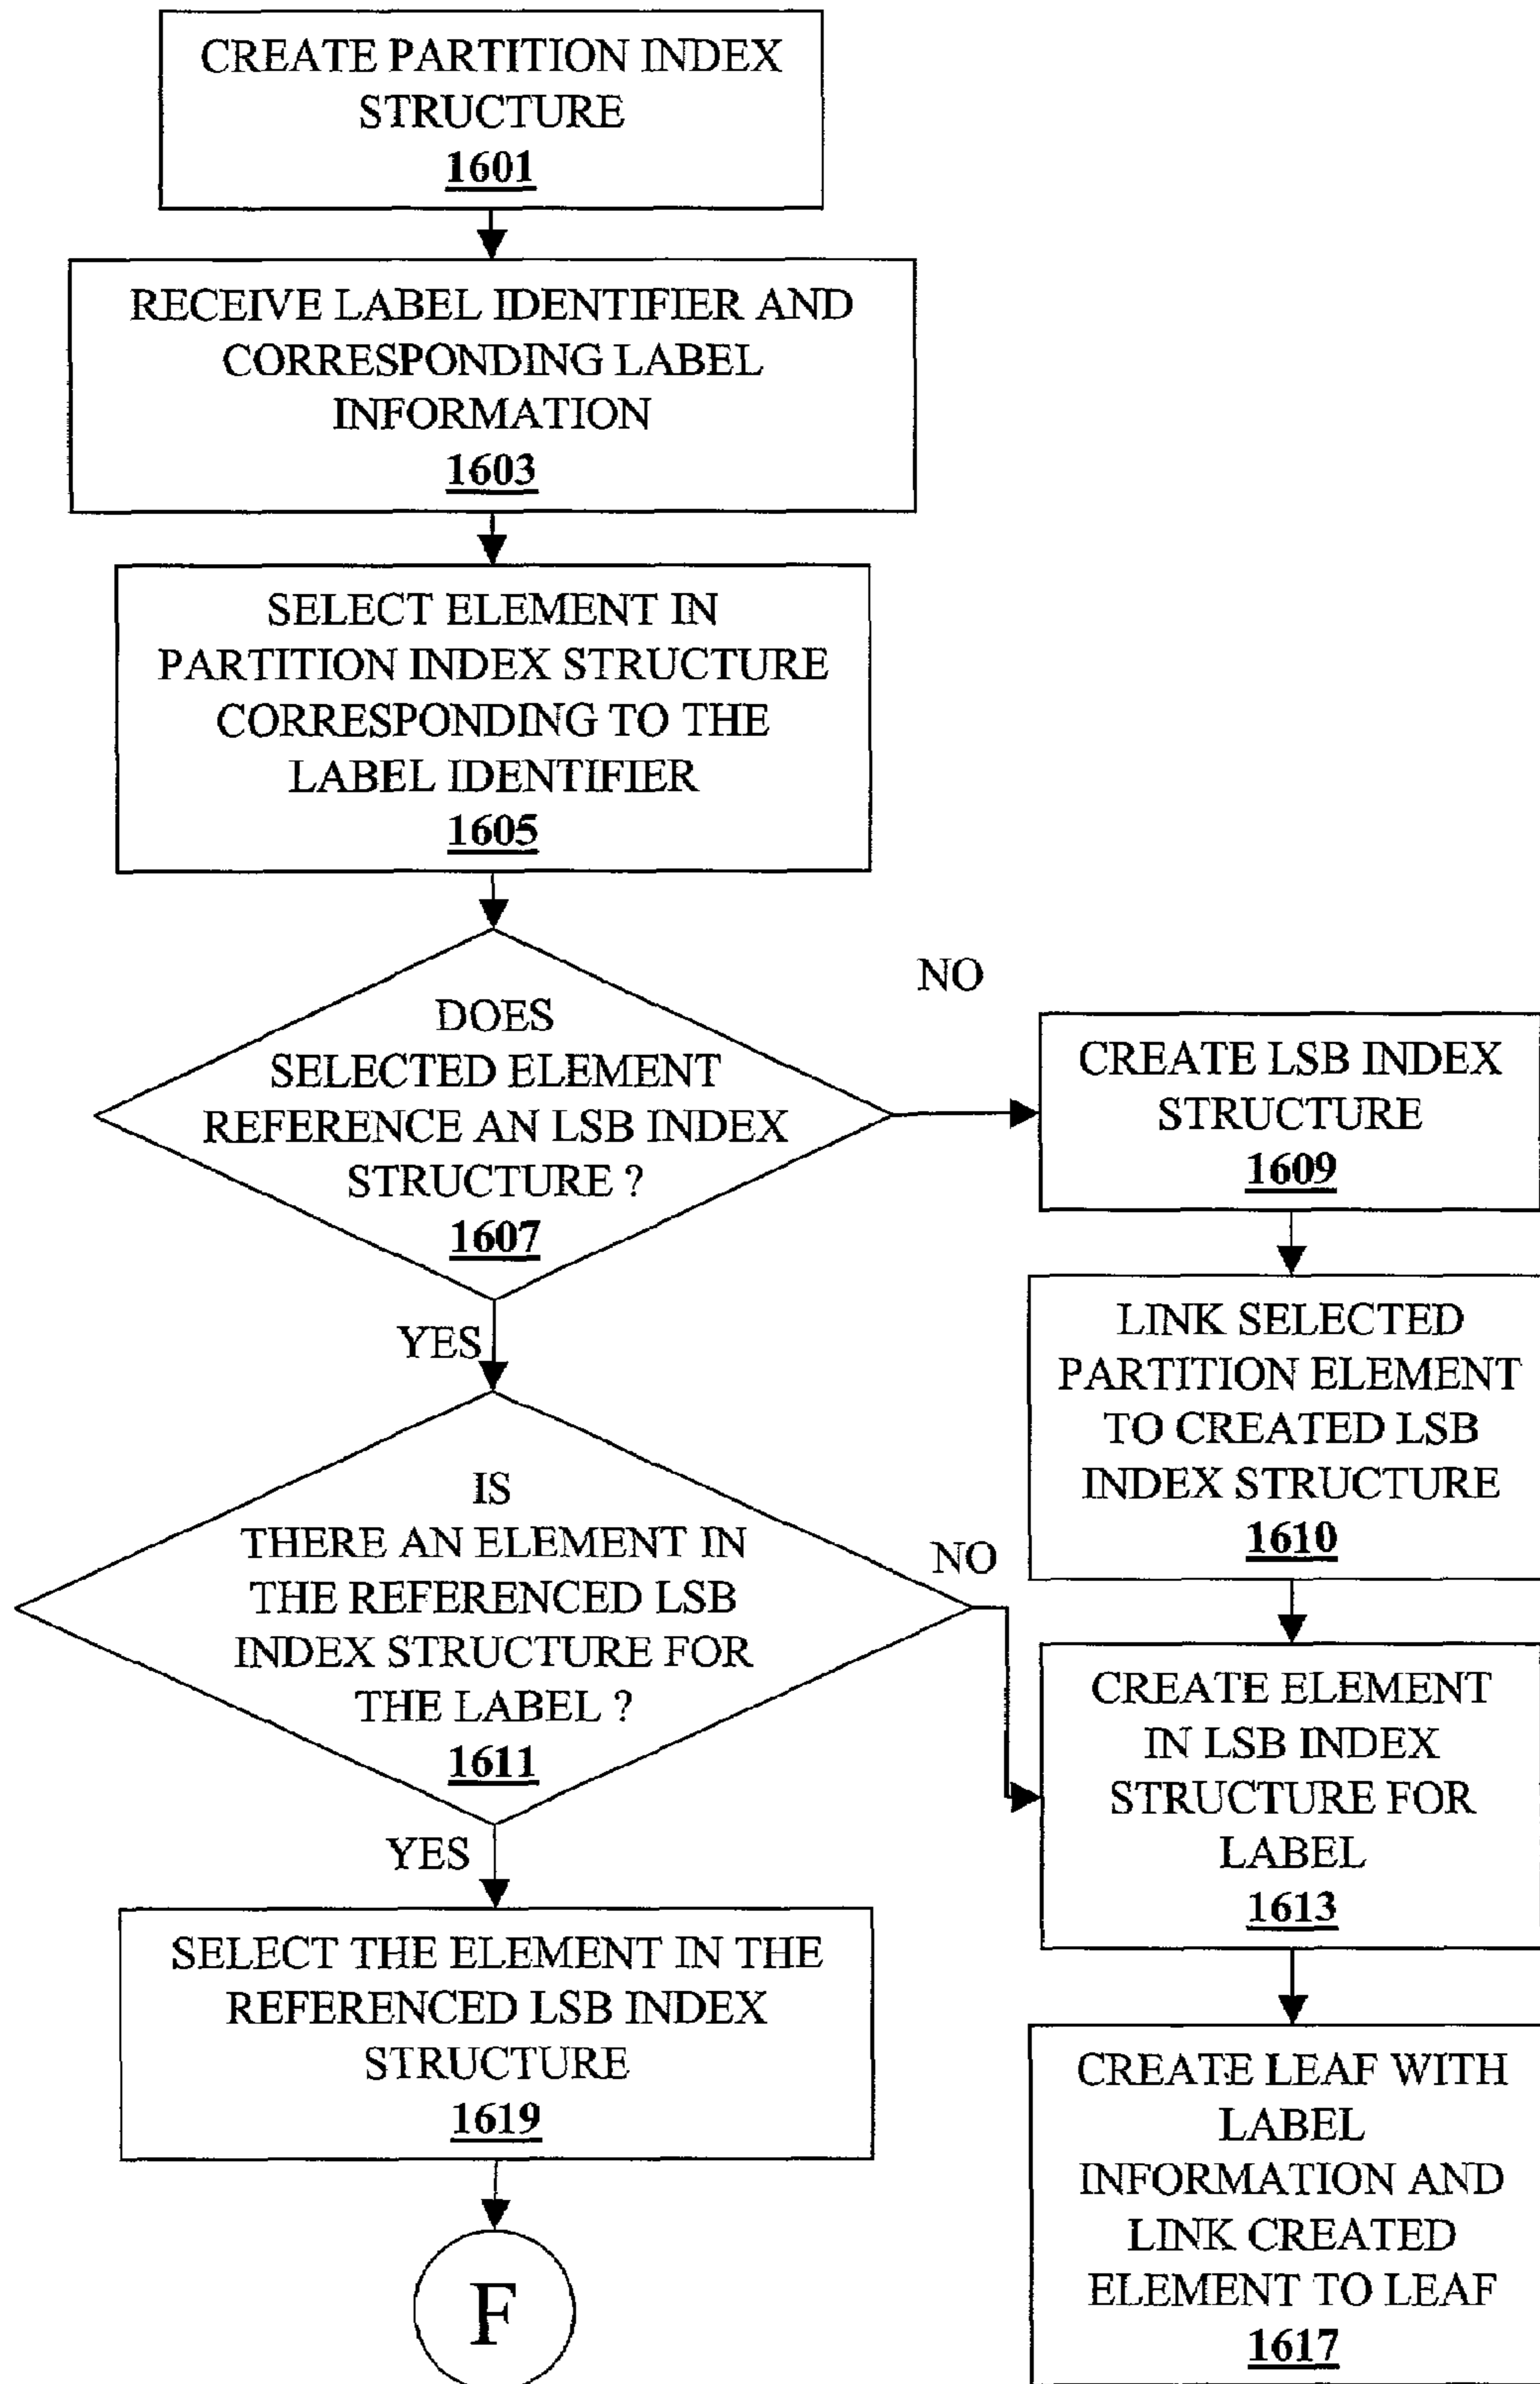 CREATE PARTITION INDEX
STRUCTURE
1601
RECEIVE LABEL IDENTIFIER AND
CORRESPONDING LABEL
INFORMATION
1603
SELECT ELEMENT IN
PARTITION INDEX STRUCTURE
CORRESPONDING TO THE
LABEL IDENTIFIER
1605
DOES
SELECTED ELEMENT
REFERENCE AN LSB INDEX
STRUCTURE ?
1607
NO
CREATE LSB INDEX
STRUCTURE
1609
LINK SELECTED
PARTITION ELEMENT
TO CREATED LSB
INDEX STRUCTURE
1610
YES
IS
THERE AN ELEMENT IN
THE REFERENCED LSB
INDEX STRUCTURE FOR
THE LABEL ?
1611
NO
CREATE ELEMENT
IN LSB INDEX
STRUCTURE FOR
LABEL
1613
YES
SELECT THE ELEMENT IN THE
REFERENCED LSB INDEX
STRUCTURE
1619
CREATE LEAF WITH
LABEL
INFORMATION AND
LINK CREATED
ELEMENT TO LEAF
1617
F